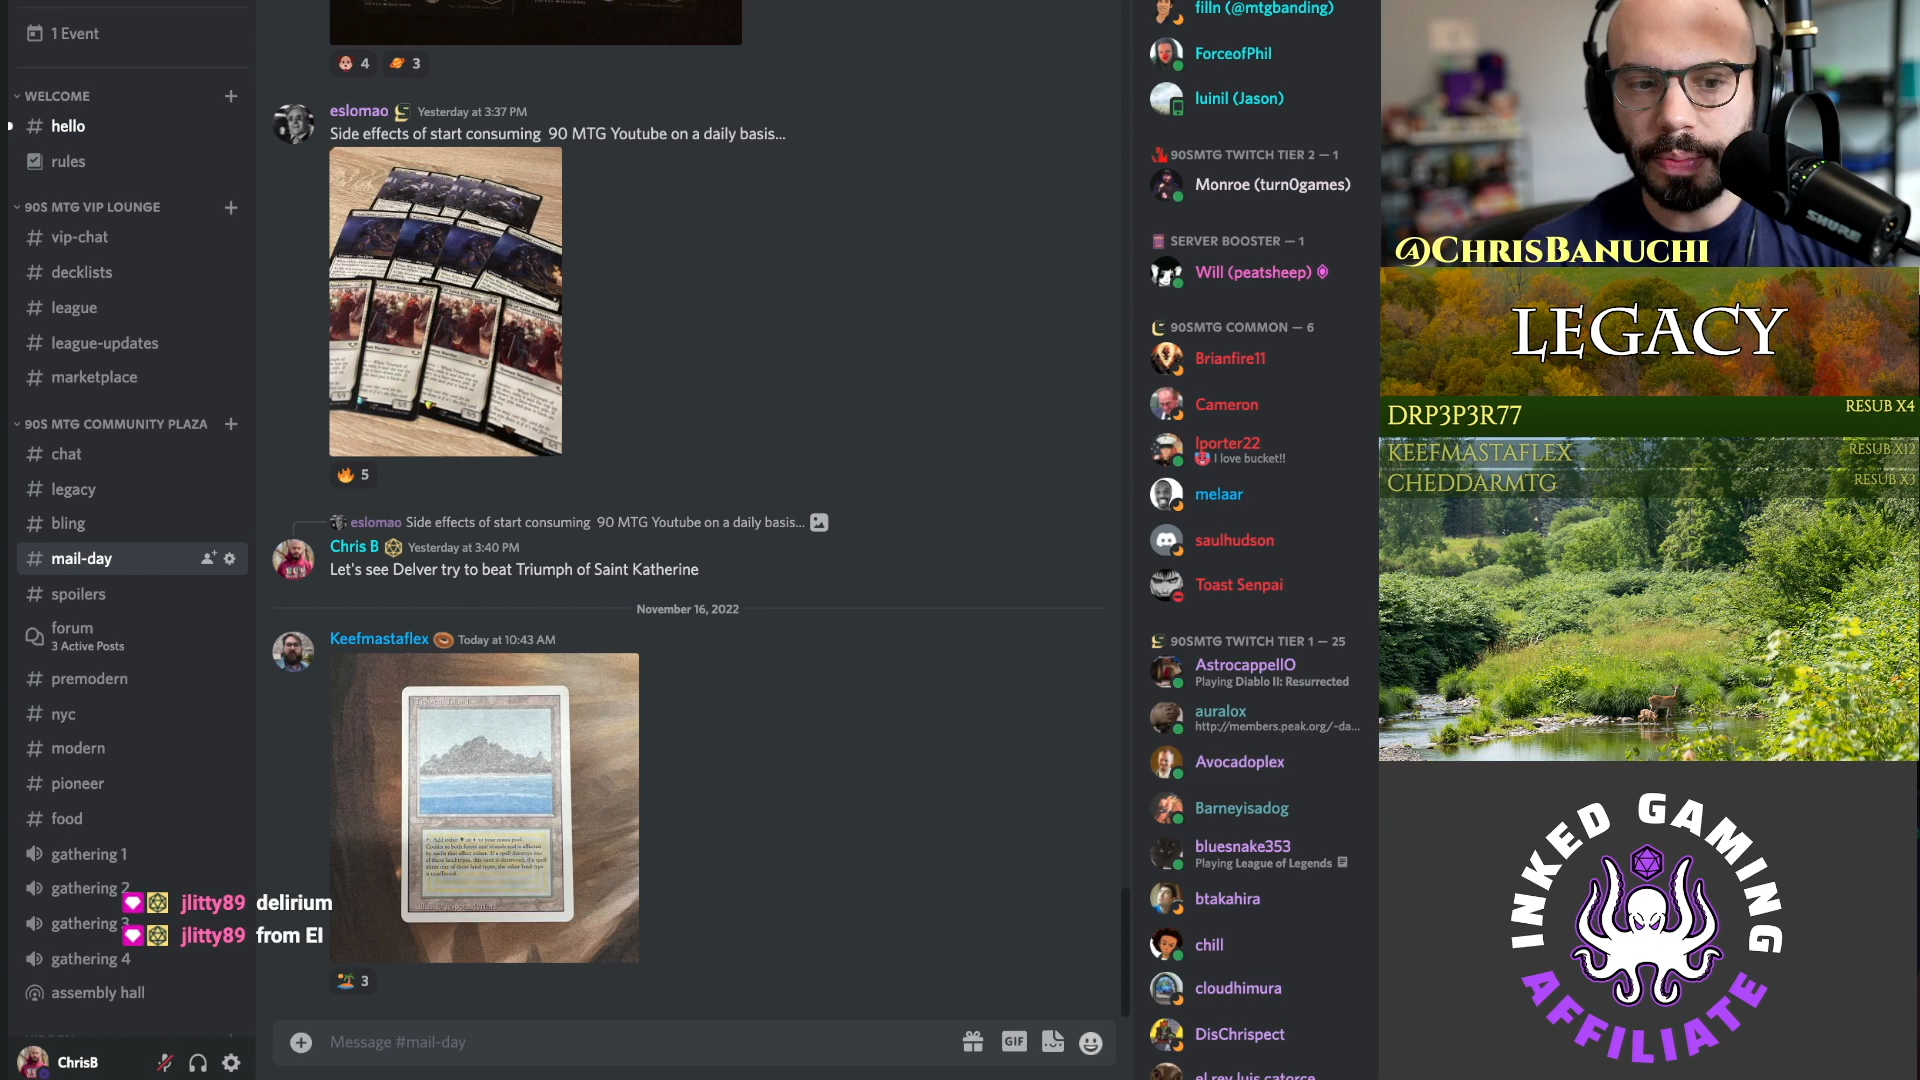 1 Event
WELCOME
hello
rules
90S MTG VIP LOUNGE
vip-chat
decklists
league
league-updates
marketplace
90S MTG COMMUNITY PLAZA
chat
legacy
bling
mail-day
spoilers
forum
3 Active Posts
premodern
nyc
modern
pioneer
food
gathering 1
gathering 2
gathering 3
gathering 4
assembly hall
ChrisB
jlitty89 delirium
jlitty89 from EI
4 3
eslomao Yesterday at 3:37 PM
Side effects of start consuming 90 MTG Youtube on a daily basis...
5
eslomao Side effects of start consuming 90 MTG Youtube on a daily basis...
Chris B Yesterday at 3:40 PM
Let's see Delver try to beat Triumph of Saint Katherine
November 16, 2022
Keefmastaflex Today at 10:43 AM
Tropical Island
3
Message #mail-day
GIF
filln (@mtgbanding)
ForceofPhil
luinil (Jason)
90SMTG TWITCH TIER 2 — 1
Monroe (turn0games)
SERVER BOOSTER — 1
Will (peatsheep)
90SMTG COMMON — 6
Brianfire11
Cameron
lporter22
I love bucket!!
melaar
saulhudson
Toast Senpai
90SMTG TWITCH TIER 1 — 25
AstrocappellO
Playing Diablo II: Resurrected
auralox
http://members.peak.org/~da...
Avocadoplex
Barneyisadog
bluesnake353
Playing League of Legends
btakahira
chill
cloudhimura
DisChrispect
el rey luis catorce
SHURE
@CHRISBANUCHI
LEGACY
DRP3P3R77 RESUB X4
KEEFMASTAFLEX RESUB X12
CHEDDARMTG RESUB X3
INKED GAMING
AFFILIATE